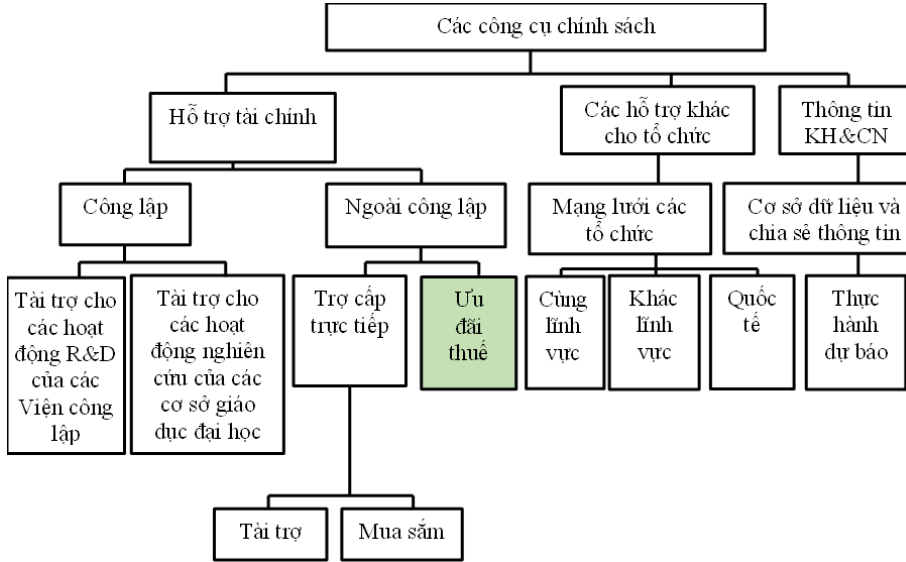 Các công cụ chính sách
Hỗ trợ tài chính
Các hỗ trợ khác
cho tổ chức
Thông tin
KH&CN
Công lập
Ngoài công lập
Mạng lưới các
tổ chức
Cơ sở dữ liệu và
chia sẻ thông tin
Tài trợ cho
các hoạt
động R&D
của các
Viện công
lập
Tài trợ cho
các hoạt
động nghiên
cứu của các
cơ sở giáo
dục đại học
Trợ cấp
trực tiếp
Ưu
đãi
thuế
Cùng
lĩnh
vực
Khác
lĩnh
vực
Quốc
tế
Thực
hành
dự báo
Tài trợ
Mua sắm